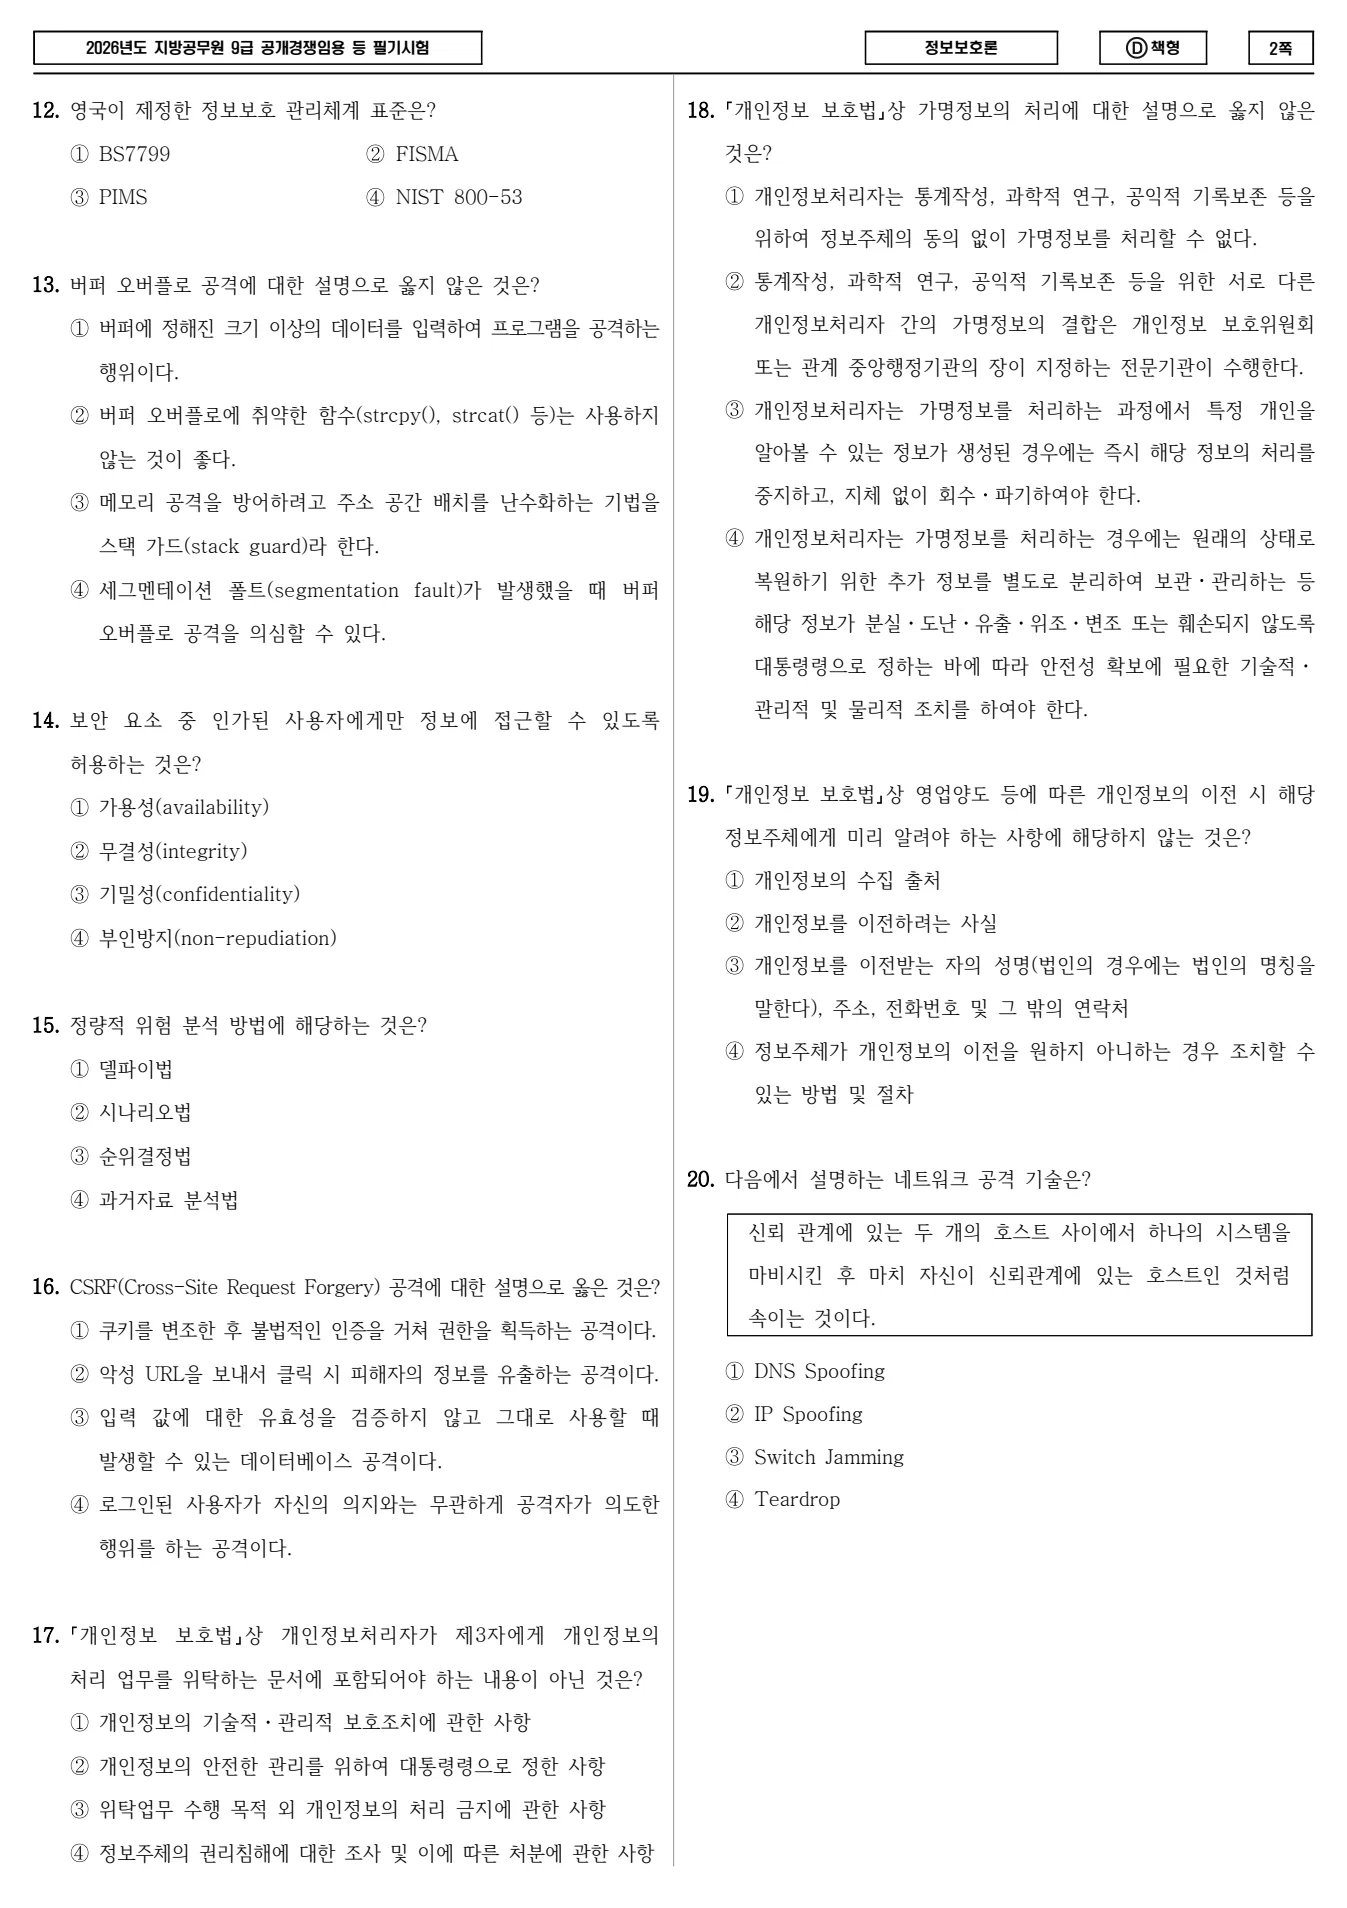 2026년도 지방공무원 9급 공개경쟁임용 등 필기시험
정보보호론
Ⓓ책형
2쪽
12. 영국이 제정한 정보보호 관리체계 표준은?
① BS7799 ② FISMA
③ PIMS ④ NIST 800-53
13. 버퍼 오버플로 공격에 대한 설명으로 옳지 않은 것은?
① 버퍼에 정해진 크기 이상의 데이터를 입력하여 프로그램을 공격하는
행위이다.
② 버퍼 오버플로에 취약한 함수(strcpy(), strcat() 등)는 사용하지
않는 것이 좋다.
③ 메모리 공격을 방어하려고 주소 공간 배치를 난수화하는 기법을
스택 가드(stack guard)라 한다.
④ 세그멘테이션 폴트(segmentation fault)가 발생했을 때 버퍼
오버플로 공격을 의심할 수 있다.
14. 보안 요소 중 인가된 사용자에게만 정보에 접근할 수 있도록
허용하는 것은?
① 가용성(availability)
② 무결성(integrity)
③ 기밀성(confidentiality)
④ 부인방지(non-repudiation)
15. 정량적 위험 분석 방법에 해당하는 것은?
① 델파이법
② 시나리오법
③ 순위결정법
④ 과거자료 분석법
16. CSRF(Cross-Site Request Forgery) 공격에 대한 설명으로 옳은 것은?
① 쿠키를 변조한 후 불법적인 인증을 거쳐 권한을 획득하는 공격이다.
② 악성 URL을 보내서 클릭 시 피해자의 정보를 유출하는 공격이다.
③ 입력 값에 대한 유효성을 검증하지 않고 그대로 사용할 때
발생할 수 있는 데이터베이스 공격이다.
④ 로그인된 사용자가 자신의 의지와는 무관하게 공격자가 의도한
행위를 하는 공격이다.
17. 「개인정보 보호법」상 개인정보처리자가 제3자에게 개인정보의
처리 업무를 위탁하는 문서에 포함되어야 하는 내용이 아닌 것은?
① 개인정보의 기술적·관리적 보호조치에 관한 사항
② 개인정보의 안전한 관리를 위하여 대통령령으로 정한 사항
③ 위탁업무 수행 목적 외 개인정보의 처리 금지에 관한 사항
④ 정보주체의 권리침해에 대한 조사 및 이에 따른 처분에 관한 사항
18. 「개인정보 보호법」상 가명정보의 처리에 대한 설명으로 옳지 않은
것은?
① 개인정보처리자는 통계작성, 과학적 연구, 공익적 기록보존 등을
위하여 정보주체의 동의 없이 가명정보를 처리할 수 없다.
② 통계작성, 과학적 연구, 공익적 기록보존 등을 위한 서로 다른
개인정보처리자 간의 가명정보의 결합은 개인정보 보호위원회
또는 관계 중앙행정기관의 장이 지정하는 전문기관이 수행한다.
③ 개인정보처리자는 가명정보를 처리하는 과정에서 특정 개인을
알아볼 수 있는 정보가 생성된 경우에는 즉시 해당 정보의 처리를
중지하고, 지체 없이 회수·파기하여야 한다.
④ 개인정보처리자는 가명정보를 처리하는 경우에는 원래의 상태로
복원하기 위한 추가 정보를 별도로 분리하여 보관·관리하는 등
해당 정보가 분실·도난·유출·위조·변조 또는 훼손되지 않도록
대통령령으로 정하는 바에 따라 안전성 확보에 필요한 기술적·
관리적 및 물리적 조치를 하여야 한다.
19. 「개인정보 보호법」상 영업양도 등에 따른 개인정보의 이전 시 해당
정보주체에게 미리 알려야 하는 사항에 해당하지 않는 것은?
① 개인정보의 수집 출처
② 개인정보를 이전하려는 사실
③ 개인정보를 이전받는 자의 성명(법인의 경우에는 법인의 명칭을
말한다), 주소, 전화번호 및 그 밖의 연락처
④ 정보주체가 개인정보의 이전을 원하지 아니하는 경우 조치할 수
있는 방법 및 절차
20. 다음에서 설명하는 네트워크 공격 기술은?
신뢰 관계에 있는 두 개의 호스트 사이에서 하나의 시스템을
마비시킨 후 마치 자신이 신뢰관계에 있는 호스트인 것처럼
속이는 것이다.
① DNS Spoofing
② IP Spoofing
③ Switch Jamming
④ Teardrop